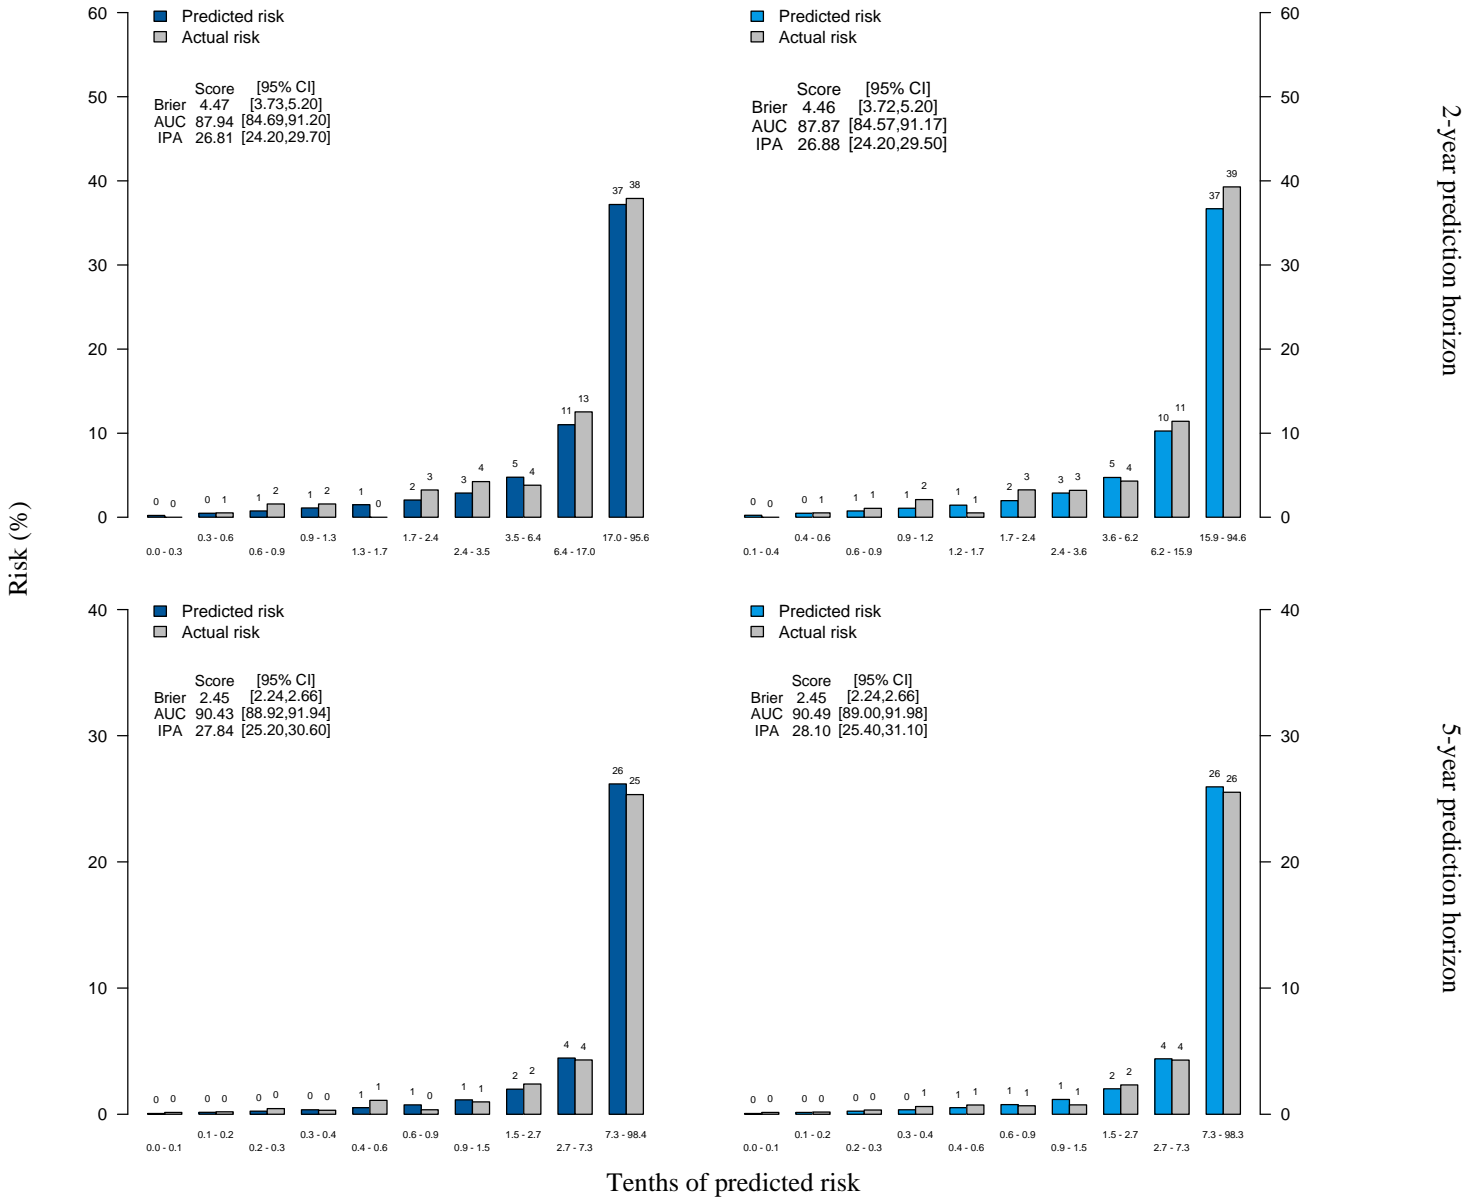 Risk (%)
60
50
40
30
20
10
0
Predicted risk
Actual risk
Score [95% CI]
Brier 4.47 [3.73,5.20]
AUC 87.94 [84.69,91.20]
IPA 26.81 [24.20,29.70]
0 0 0 1 1 2 1 2 1 0 2 3 3 4 5 4 11 13 37 38
0.0 - 0.3 0.3 - 0.6 0.6 - 0.9 0.9 - 1.3 1.3 - 1.7 1.7 - 2.4 2.4 - 3.5 3.5 - 6.4 6.4 - 17.0 17.0 - 95.6
Predicted risk
Actual risk
Score [95% CI]
Brier 4.46 [3.72,5.20]
AUC 87.87 [84.57,91.17]
IPA 26.88 [24.20,29.50]
0 0 0 1 1 1 1 2 1 1 2 3 3 3 5 4 10 11 37 39
0.1 - 0.4 0.4 - 0.6 0.6 - 0.9 0.9 - 1.2 1.2 - 1.7 1.7 - 2.4 2.4 - 3.6 3.6 - 6.2 6.2 - 15.9 15.9 - 94.6
60
50
40
30
20
10
0
2-year prediction horizon
40
30
20
10
0
Predicted risk
Actual risk
Score [95% CI]
Brier 2.45 [2.24,2.66]
AUC 90.43 [88.92,91.94]
IPA 27.84 [25.20,30.60]
0 0 0 0 0 0 0 0 1 1 1 0 1 1 2 2 4 4 26 25
0.0 - 0.1 0.1 - 0.2 0.2 - 0.3 0.3 - 0.4 0.4 - 0.6 0.6 - 0.9 0.9 - 1.5 1.5 - 2.7 2.7 - 7.3 7.3 - 98.4
Predicted risk
Actual risk
Score [95% CI]
Brier 2.45 [2.24,2.66]
AUC 90.49 [89.00,91.98]
IPA 28.10 [25.40,31.10]
0 0 0 0 0 0 0 1 1 1 1 1 1 1 2 2 4 4 26 26
0.0 - 0.1 0.1 - 0.2 0.2 - 0.3 0.3 - 0.4 0.4 - 0.6 0.6 - 0.9 0.9 - 1.5 1.5 - 2.7 2.7 - 7.3 7.3 - 98.3
40
30
20
10
0
5-year prediction horizon
Tenths of predicted risk